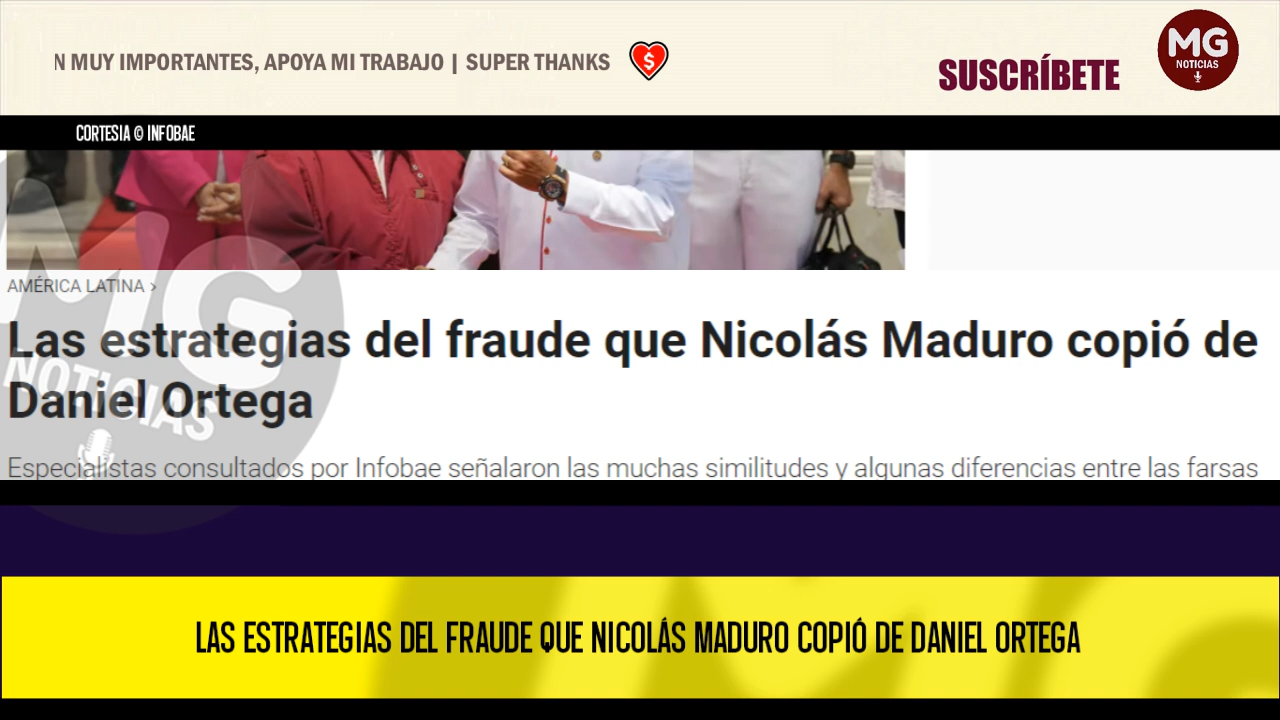 N MUY IMPORTANTES, APOYA MI TRABAJO | SUPER THANKS
$
SUSCRÍBETE
MG
NOTICIAS
CORTESIA © INFOBAE
MG
NOTICIAS
AMÉRICA LATINA >
Las estrategias del fraude que Nicolás Maduro copió de
Daniel Ortega
Especialistas consultados por Infobae señalaron las muchas similitudes y algunas diferencias entre las farsas
LAS ESTRATEGIAS DEL FRAUDE QUE NICOLÁS MADURO COPIÓ DE DANIEL ORTEGA